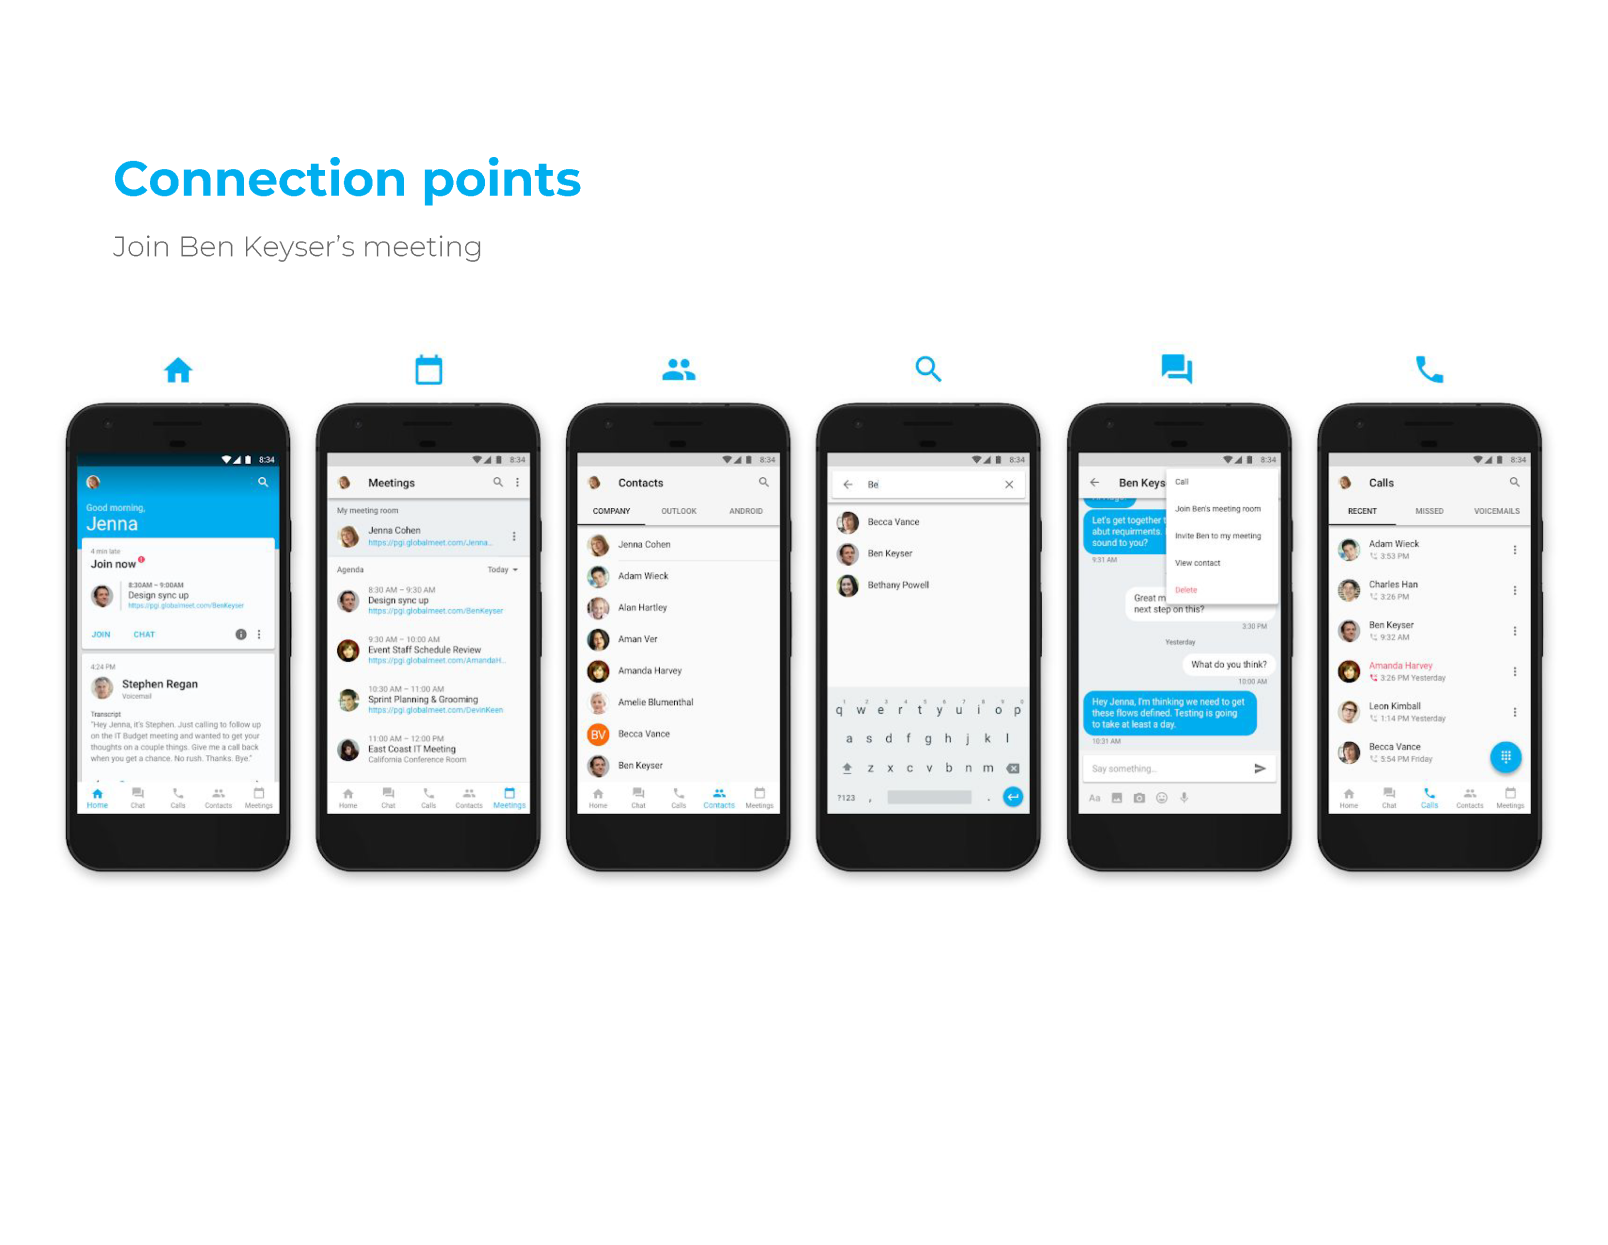 Connection points
Join Ben Keyser's meeting
8:34
Good morning,
Jenna
4 min late
Join now
8:30AM – 9:00AM
Design sync up
https://pgi.globalmeet.com/BenKeyser
JOIN CHAT
4:24 PM
Stephen Regan
Voicemail
Transcript
"Hey Jenna, it's Stephen. Just calling to follow up
on the IT Budget meeting and wanted to get your
thoughts on a couple things. Give me a call back
when you get a chance. No rush. Thanks. Bye."
Home Chat Calls Contacts Meetings
8:34
Meetings
My meeting room
Jenna Cohen
https://pgi.globalmeet.com/Jenna...
Agenda Today
8:30 AM – 9:30 AM
Design sync up
https://pgi.globalmeet.com/BenKeyser
9:30 AM – 10:00 AM
Event Staff Schedule Review
https://pgi.globalmeet.com/AmandaH...
10:30 AM – 11:00 AM
Sprint Planning & Grooming
https://pgi.globalmeet.com/DevinKeen
11:00 AM – 12:00 PM
East Coast IT Meeting
California Conference Room
Home Chat Calls Contacts Meetings
8:34
Contacts
COMPANY OUTLOOK ANDROID
Jenna Cohen
Adam Wieck
Alan Hartley
Aman Ver
Amanda Harvey
Amelie Blumenthal
BV Becca Vance
Ben Keyser
Home Chat Calls Contacts Meetings
8:34
Be
Becca Vance
Ben Keyser
Bethany Powell
1 2 3 4 5 6 7 8 9 0
q w e r t y u i o p
a s d f g h j k l
z x c v b n m
?123 , .
8:34
Ben Keys
Call
Join Ben's meeting room
Invite Ben to my meeting
View contact
Delete
Let's get together t
abut requirments.
sound to you?
9:31 AM
Great m
next step on this?
3:30 PM
Yesterday
What do you think?
10:00 AM
Hey Jenna, I'm thinking we need to get
these flows defined. Testing is going
to take at least a day.
10:31 AM
Say something...
Aa
8:34
Calls
RECENT MISSED VOICEMAILS
Adam Wieck
3:53 PM
Charles Han
3:26 PM
Ben Keyser
9:32 AM
Amanda Harvey
3:26 PM Yesterday
Leon Kimball
1:14 PM Yesterday
Becca Vance
5:54 PM Friday
Home Chat Calls Contacts Meetings